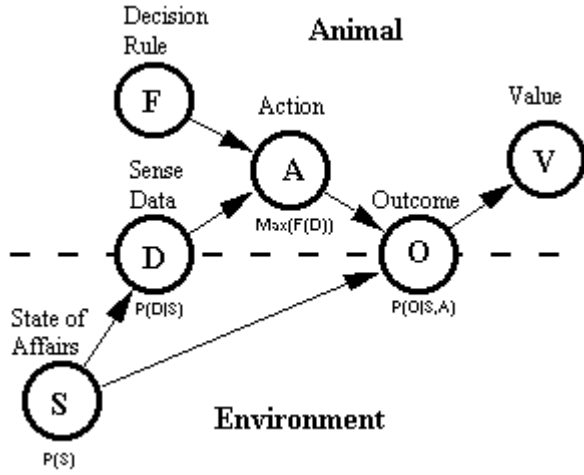 Decision
Rule
Animal
F
Action
Value
Sense
Data
A
V
Max(F(D))
Outcome
D
O
P(D|S)
P(O|S,A)
State of
Affairs
S
Environment
P(S)